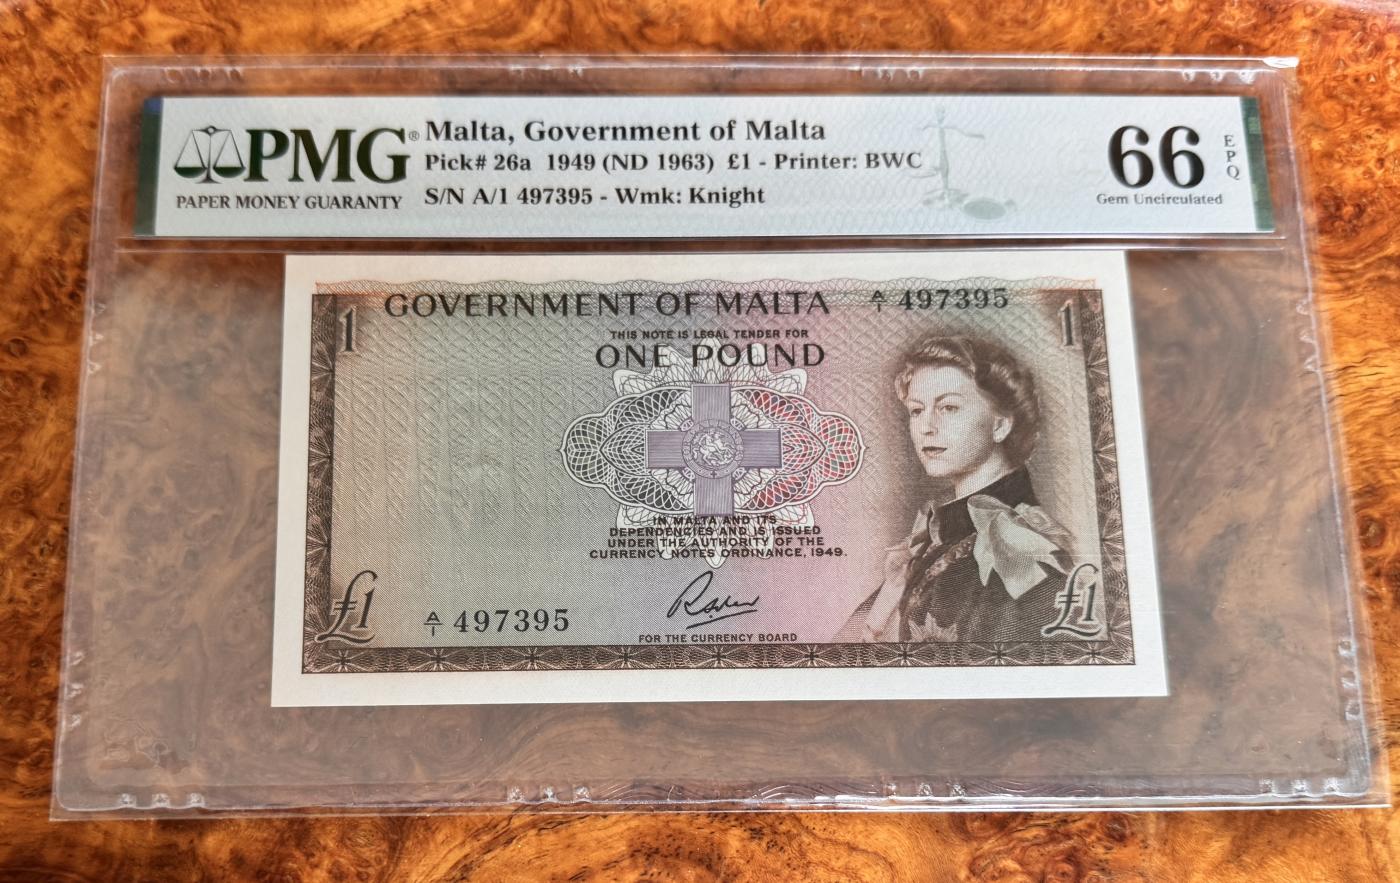 PMG®
PAPER MONEY GUARANTY
Malta, Government of Malta
Pick# 26a 1949 (ND 1963) £1 - Printer: BWC
S/N A/1 497395 - Wmk: Knight
66
EPQ
Gem Uncirculated
1
GOVERNMENT OF MALTA A/1 497395
1
THIS NOTE IS LEGAL TENDER FOR
ONE POUND
IN MALTA AND ITS
DEPENDENCIES AND IS ISSUED
UNDER THE AUTHORITY OF THE
CURRENCY NOTES ORDINANCE, 1949.
£1
A/1 497395
FOR THE CURRENCY BOARD
£1